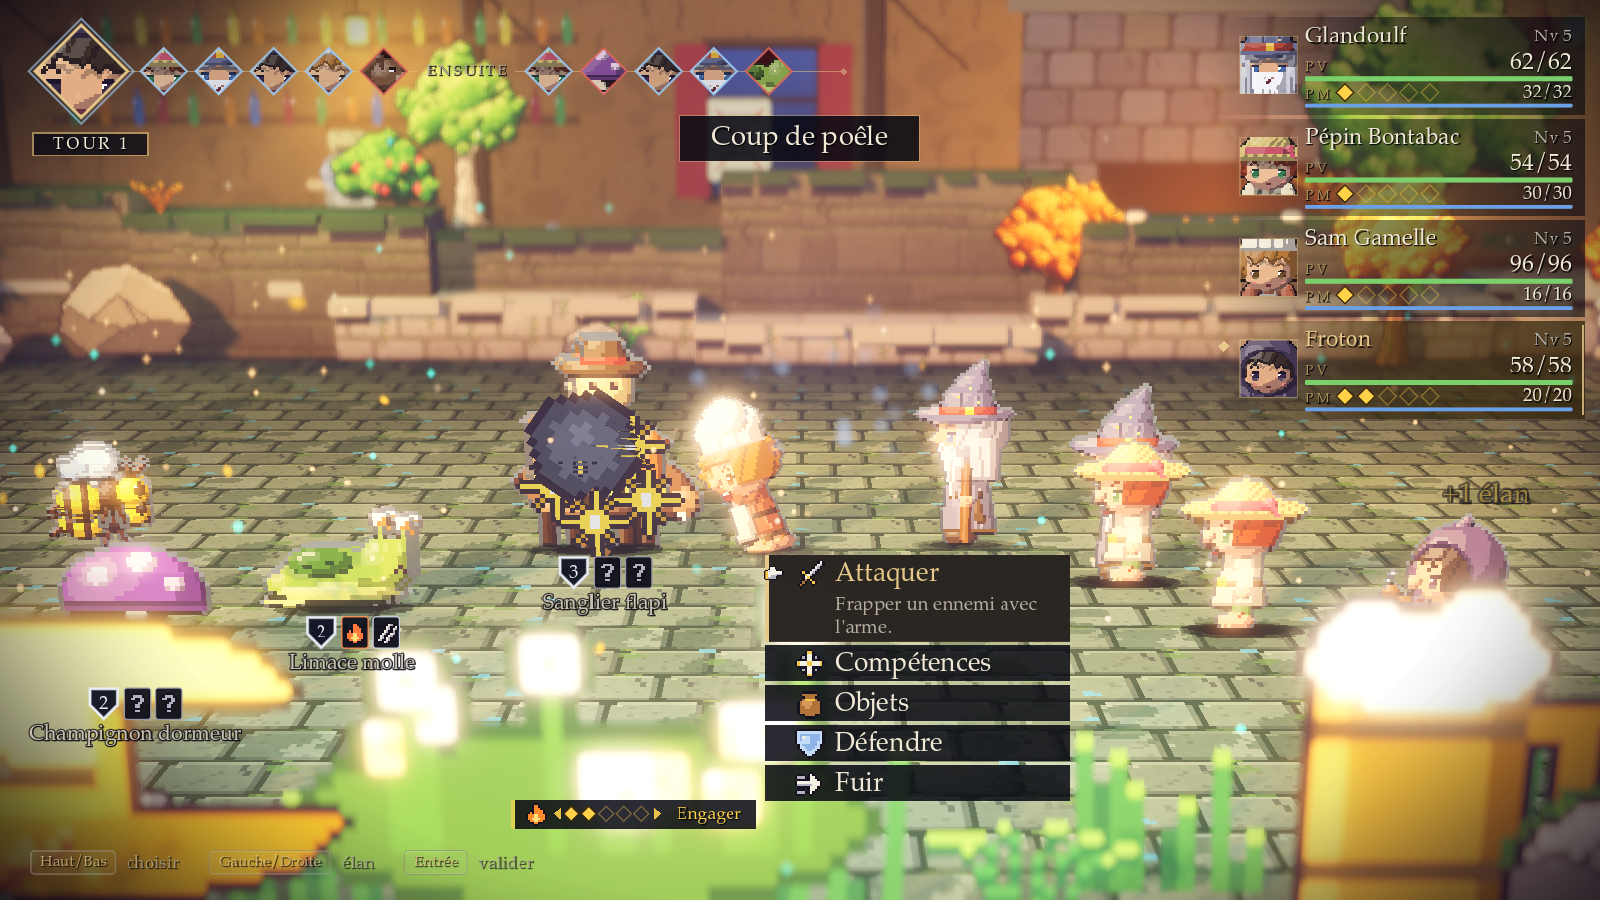 ENSUITE
TOUR 1
Coup de poêle
Glandoulf Nv 5
PV 62/62
PM 32/32
Pépin Bontabac Nv 5
PV 54/54
PM 30/30
Sam Gamelle Nv 5
PV 96/96
PM 16/16
Froton Nv 5
PV 58/58
PM 20/20
+1 élan
3 ? ?
Sanglier flapi
2
Limace molle
2 ? ?
Champignon dormeur
Attaquer
Frapper un ennemi avec
l'arme.
Compétences
Objets
Défendre
Fuir
Engager
Haut/Bas choisir Gauche/Droite élan Entrée valider